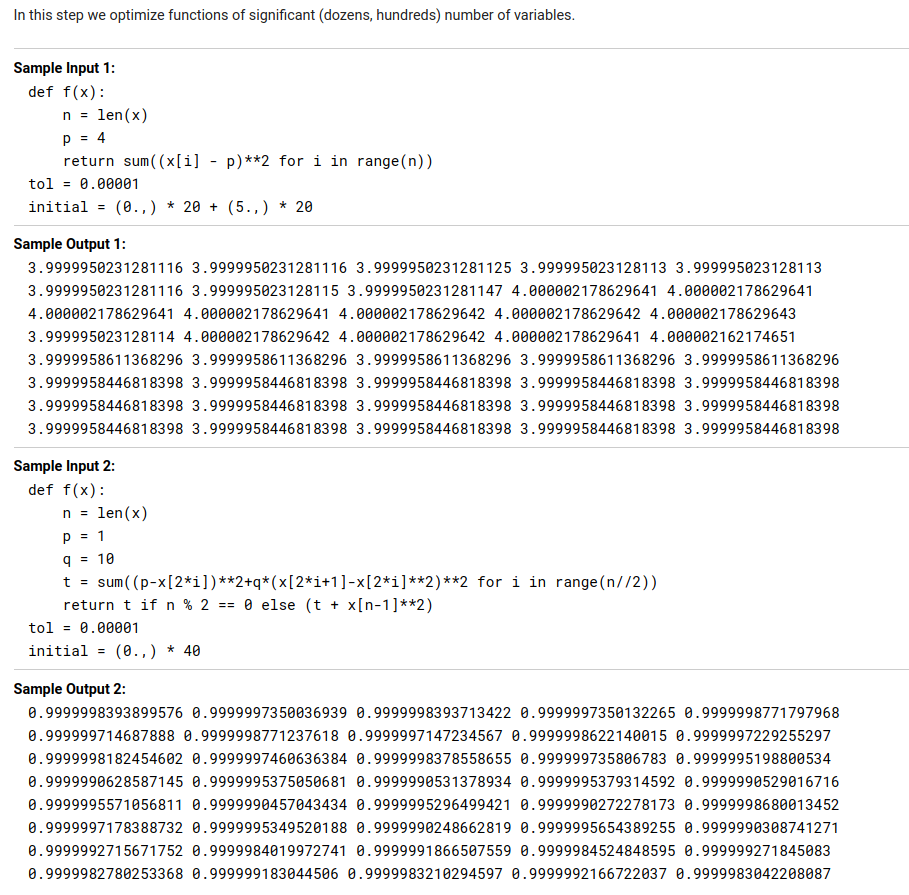 In this step we optimize functions of significant (dozens, hundreds) number of variables.
Sample Input 1:
def f(x):
    n = len(x)
    p = 4
    return sum((x[i] - p)**2 for i in range(n))
tol = 0.00001
initial = (0.,) * 20 + (5.,) * 20
Sample Output 1:
3.9999950231281116 3.9999950231281116 3.9999950231281125 3.999995023128113 3.999995023128113
3.9999950231281116 3.999995023128115 3.9999950231281147 4.000002178629641 4.000002178629641
4.000002178629641 4.000002178629641 4.000002178629642 4.000002178629642 4.000002178629643
3.999995023128114 4.000002178629642 4.000002178629642 4.000002178629641 4.000002162174651
3.9999958611368296 3.9999958611368296 3.9999958611368296 3.9999958611368296 3.9999958611368296
3.9999958446818398 3.9999958446818398 3.9999958446818398 3.9999958446818398 3.9999958446818398
3.9999958446818398 3.9999958446818398 3.9999958446818398 3.9999958446818398 3.9999958446818398
3.9999958446818398 3.9999958446818398 3.9999958446818398 3.9999958446818398 3.9999958446818398
Sample Input 2:
def f(x):
    n = len(x)
    p = 1
    q = 10
    t = sum((p-x[2*i])**2+q*(x[2*i+1]-x[2*i]**2)**2 for i in range(n//2))
    return t if n % 2 == 0 else (t + x[n-1]**2)
tol = 0.00001
initial = (0.,) * 40
Sample Output 2:
0.9999998393899576 0.9999997350036939 0.9999998393713422 0.9999997350132265 0.9999998771797968
0.999999714687888 0.9999998771237618 0.9999997147234567 0.9999998622140015 0.9999997229255297
0.9999998182454602 0.9999997460636384 0.9999998378558655 0.999999735806783 0.9999995198800534
0.9999990628587145 0.9999995375050681 0.9999990531378934 0.9999995379314592 0.9999990529016716
0.9999995571056811 0.9999990457043434 0.9999995296499421 0.9999990272278173 0.9999998680013452
0.9999997178388732 0.9999995349520188 0.9999990248662819 0.9999995654389255 0.9999990308741271
0.9999992715671752 0.9999984019972741 0.9999991866507559 0.9999984524848595 0.999999271845083
0.9999982780253368 0.999999183044506 0.9999983210294597 0.9999992166722037 0.9999983042208087